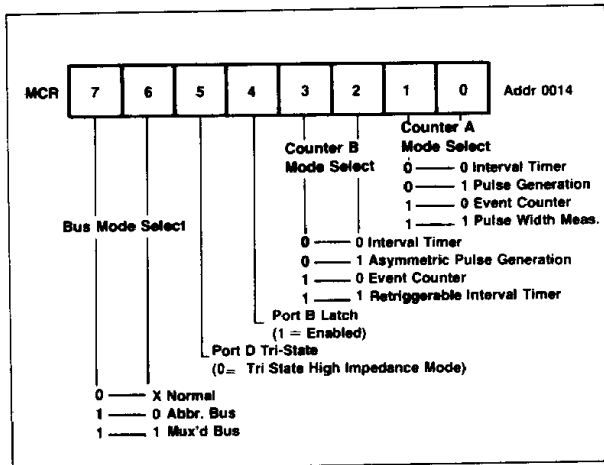 MCR 7 6 5 4 3 2 1 0 Addr 0014
Counter A
Mode Select
0 0 Interval Timer
0 1 Pulse Generation
1 0 Event Counter
1 1 Pulse Width Meas.
Counter B
Mode Select
0 0 Interval Timer
0 1 Asymmetric Pulse Generation
1 0 Event Counter
1 1 Retriggerable Interval Timer
Port B Latch
(1 = Enabled)
Port D Tri-State
(0= Tri State High Impedance Mode)
Bus Mode Select
0 X Normal
1 0 Abbr. Bus
1 1 Mux'd Bus